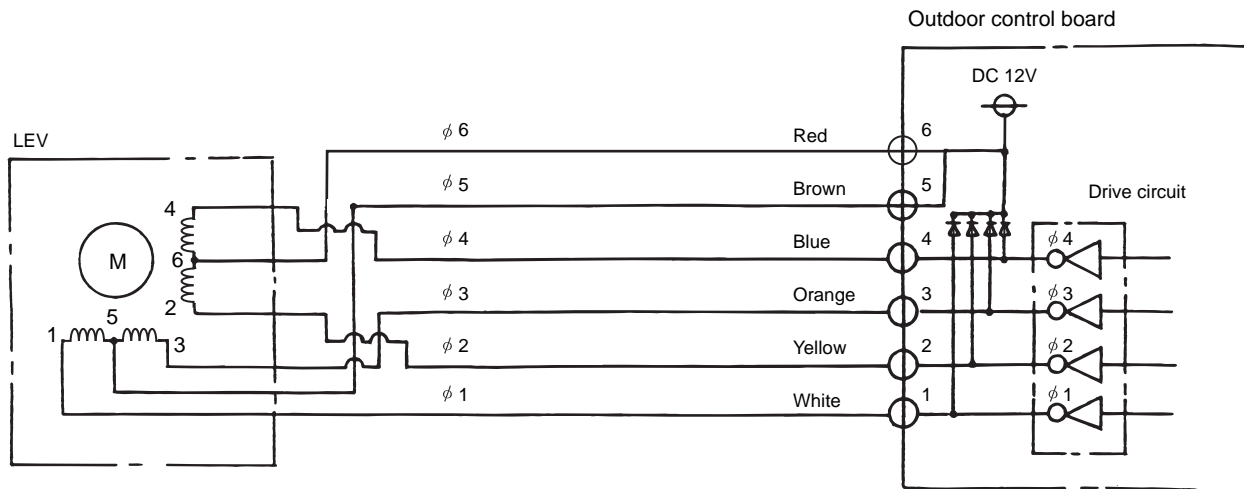 Outdoor control board
DC 12V
LEV
ϕ 6 Red 6
ϕ 5 Brown 5
Drive circuit
4
ϕ 4 Blue 4 ϕ 4
M 6
ϕ 3 Orange 3 ϕ 3
2
1 5 3
ϕ 2 Yellow 2 ϕ 2
ϕ 1 White 1 ϕ 1